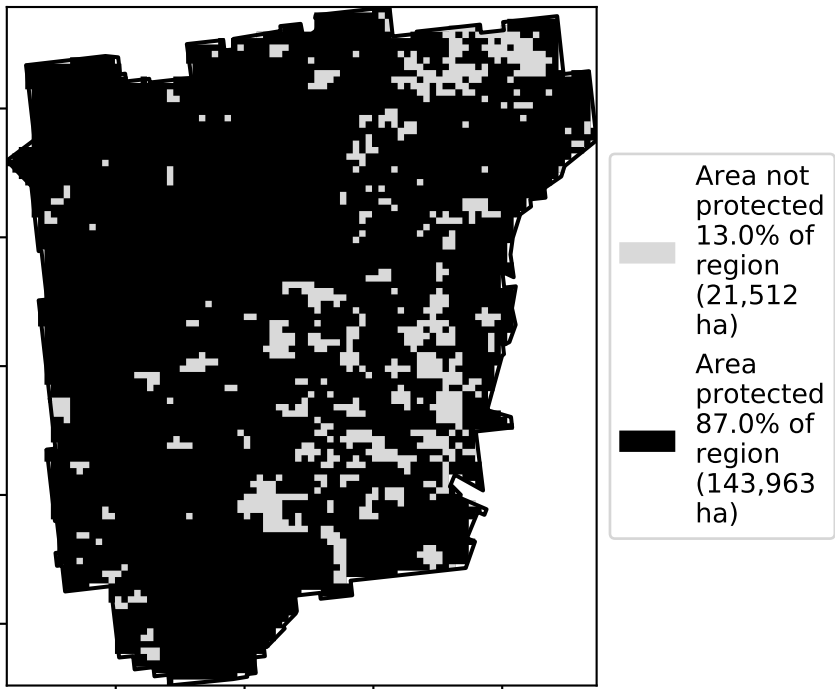 Area not
protected
13.0% of
region
(21,512
ha)
Area
protected
87.0% of
region
(143,963
ha)